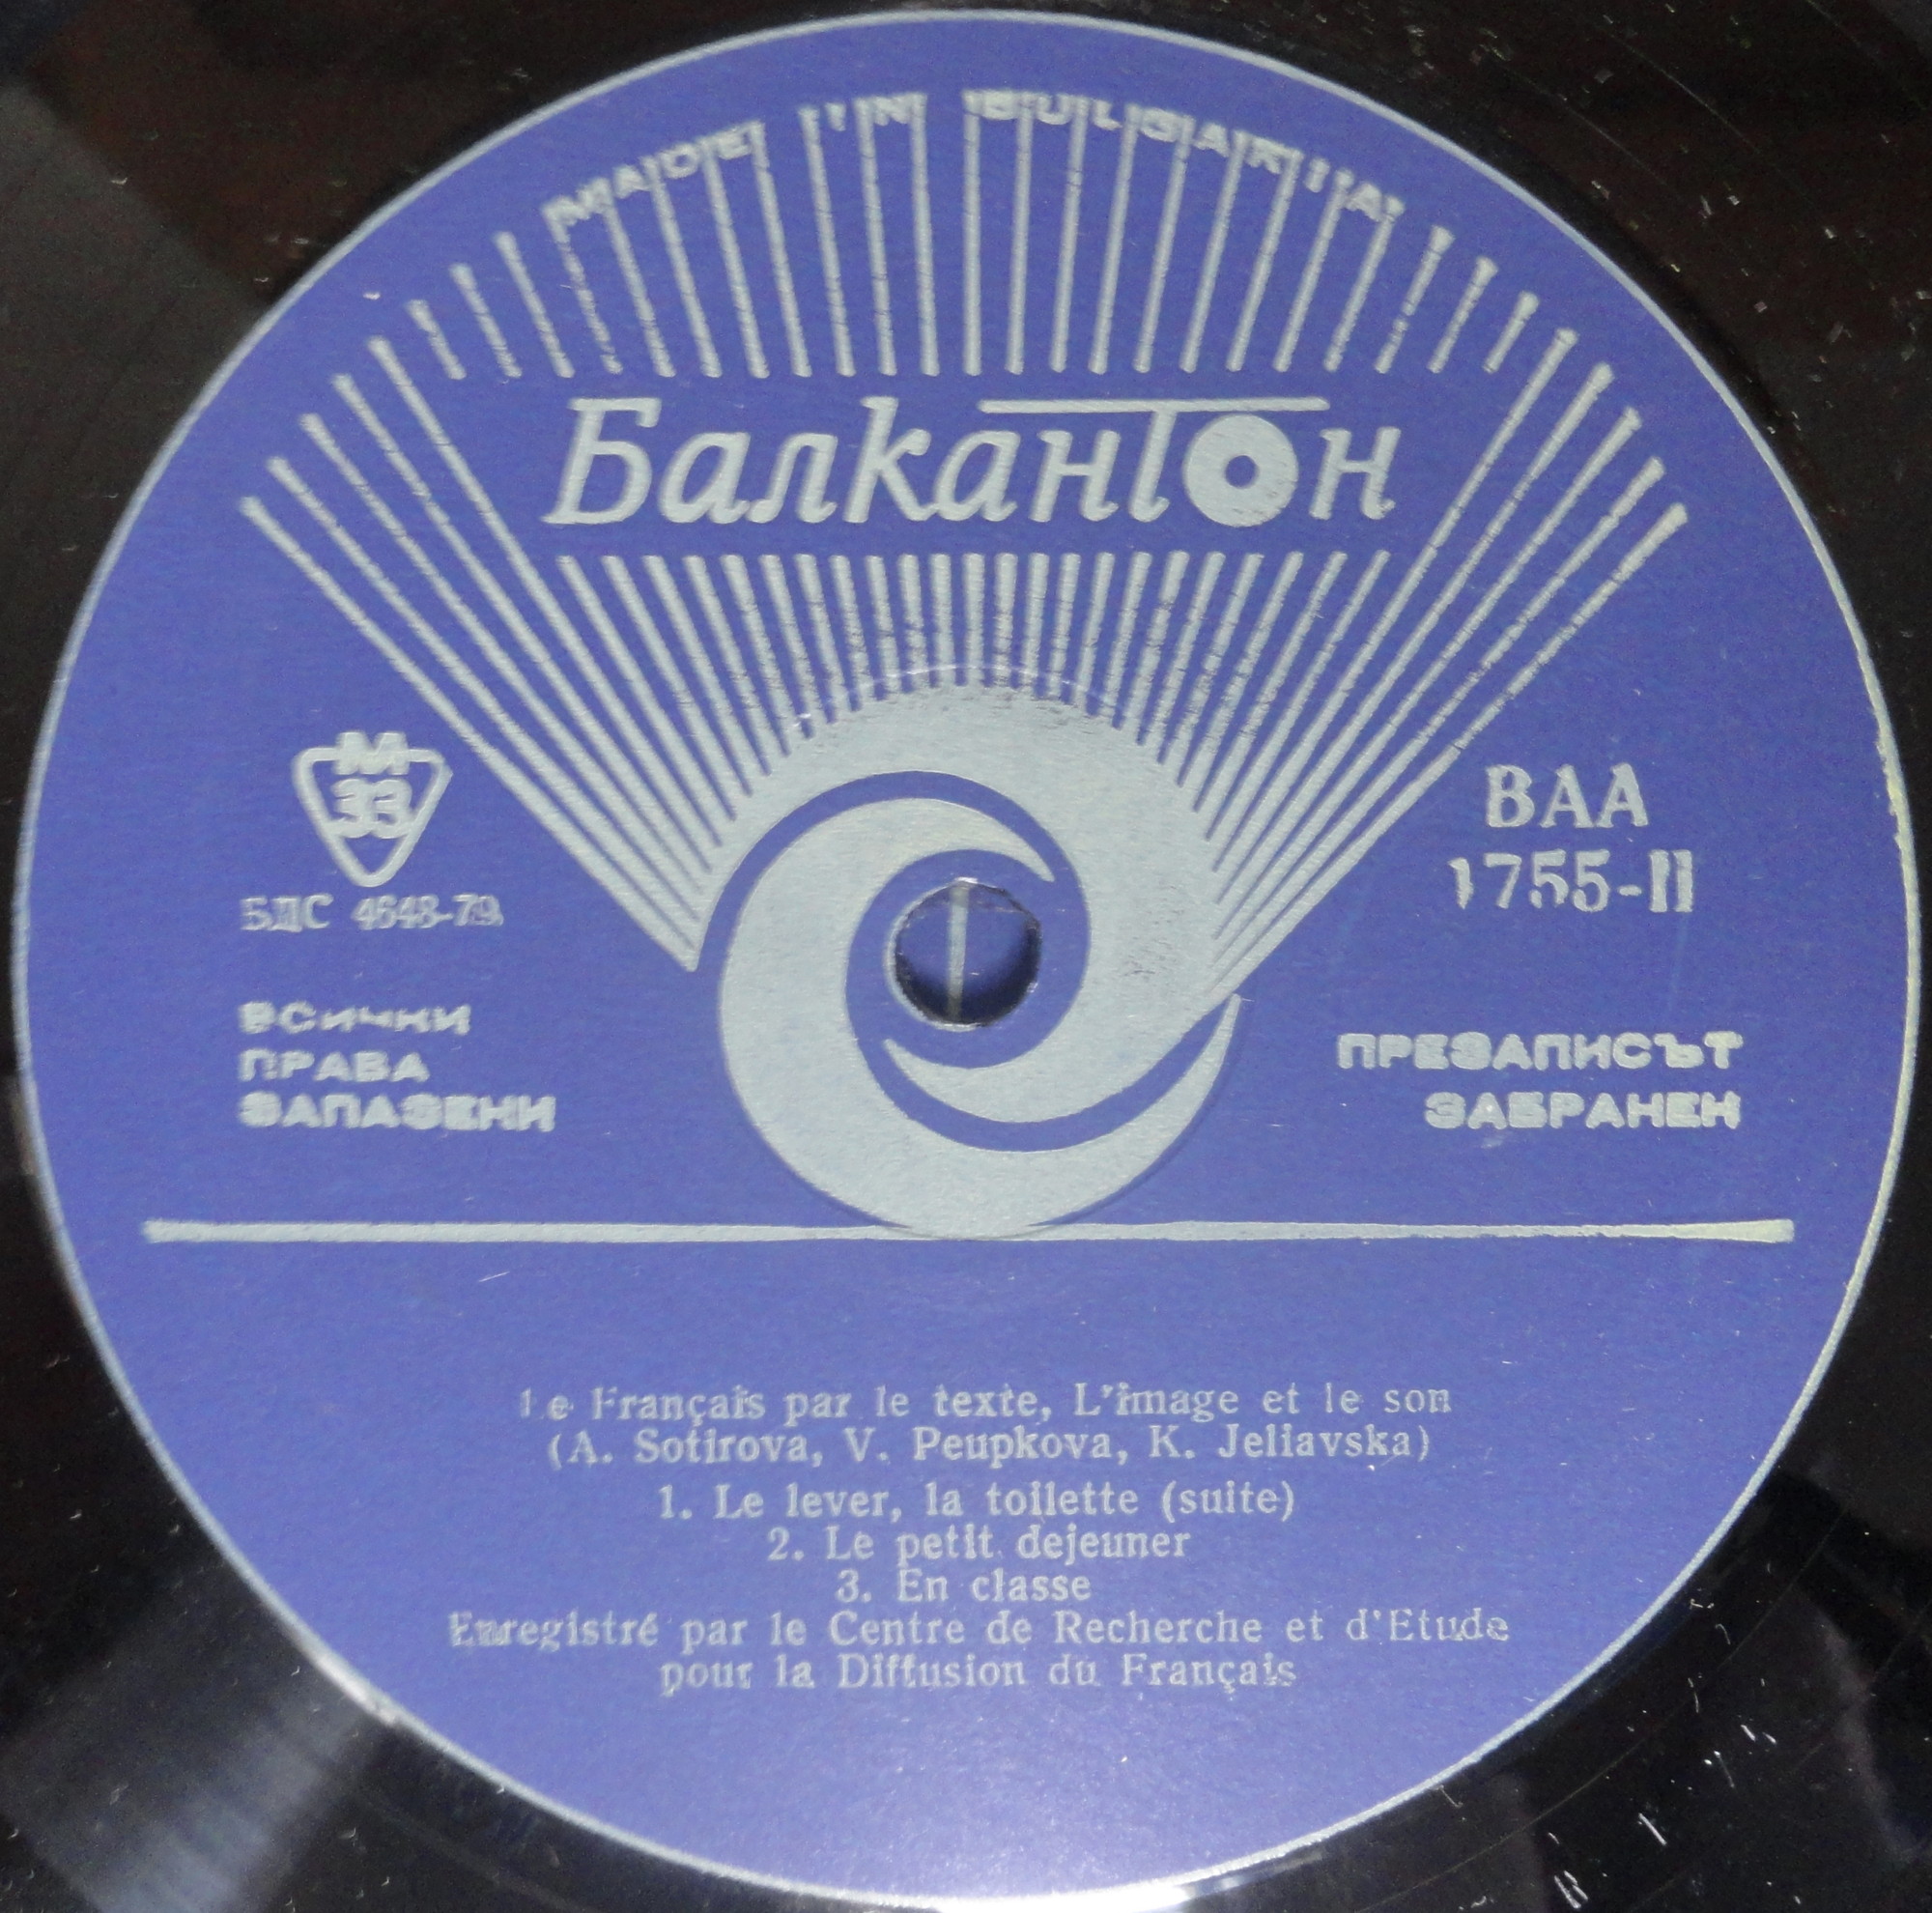 MADE IN BULGARIA
Балкантон
М
33
БДС 4648-79
ВСИЧКИ
ПРАВА
ЗАПАЗЕНИ
ВАА
1755-II
ПРЕЗАПИСЪТ
ЗАБРАНЕН
Le Français par le texte, L'image et le son
(A. Sotirova, V. Peupkova, K. Jeliavska)
1. Le lever, la toilette (suite)
2. Le petit dejeuner
3. En classe
Enregistré par le Centre de Recherche et d'Etude
pour la Diffusion du Français